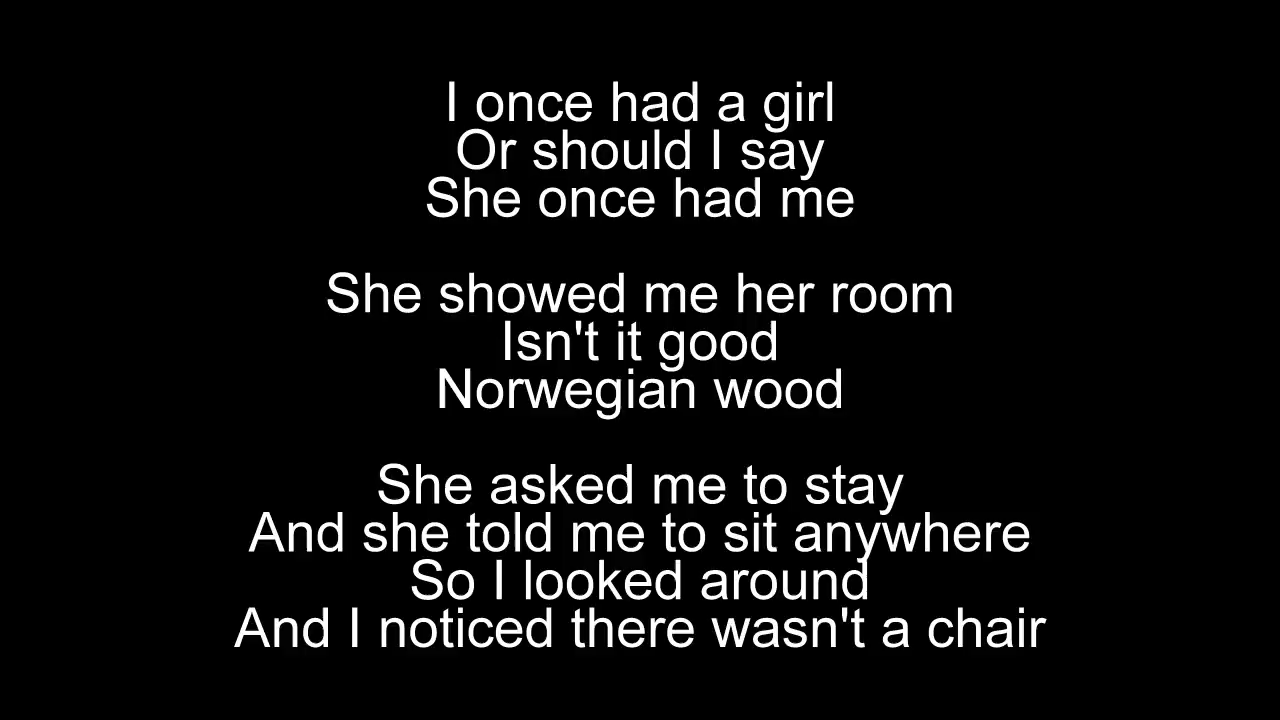 I once had a girl
Or should I say
She once had me
She showed me her room
Isn't it good
Norwegian wood
She asked me to stay
And she told me to sit anywhere
So I looked around
And I noticed there wasn't a chair